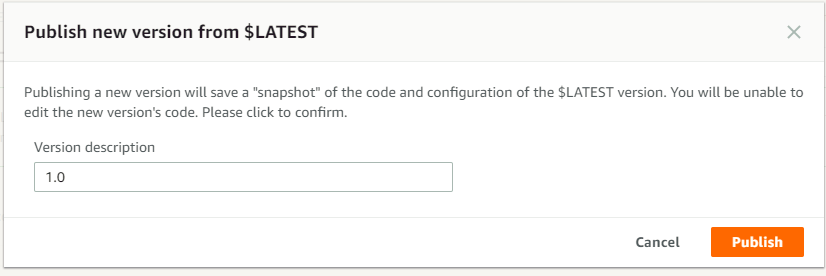 Publish new version from $LATEST
Publishing a new version will save a "snapshot" of the code and configuration of the $LATEST version. You will be unable to
edit the new version's code. Please click to confirm.
Version description
1.0
Cancel
Publish